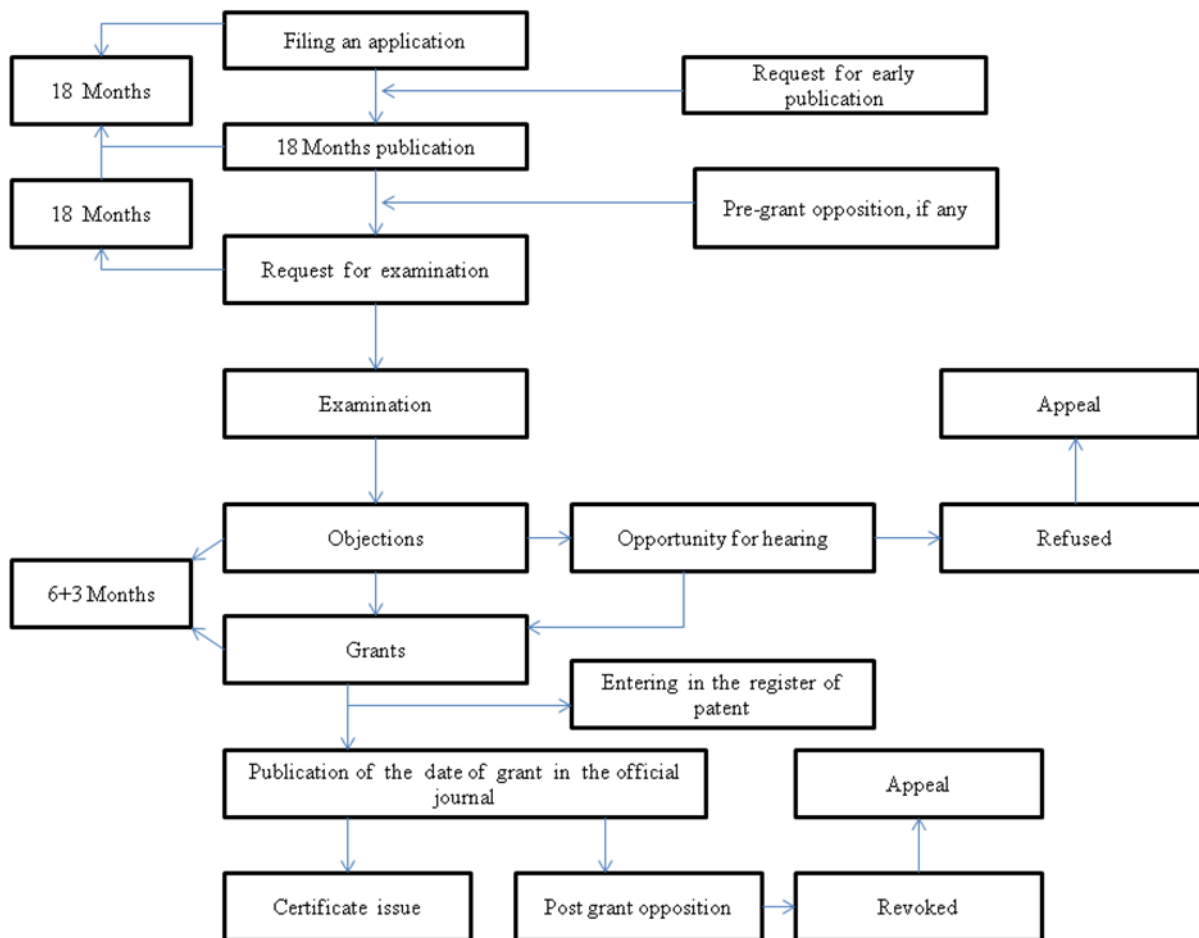 Filing an application
18 Months
Request for early
publication
18 Months publication
18 Months
Pre-grant opposition, if any
Request for examination
Examination
Appeal
Objections
Opportunity for hearing
Refused
6+3 Months
Grants
Entering in the register of
patent
Publication of the date of grant in the official
journal
Appeal
Certificate issue
Post grant opposition
Revoked